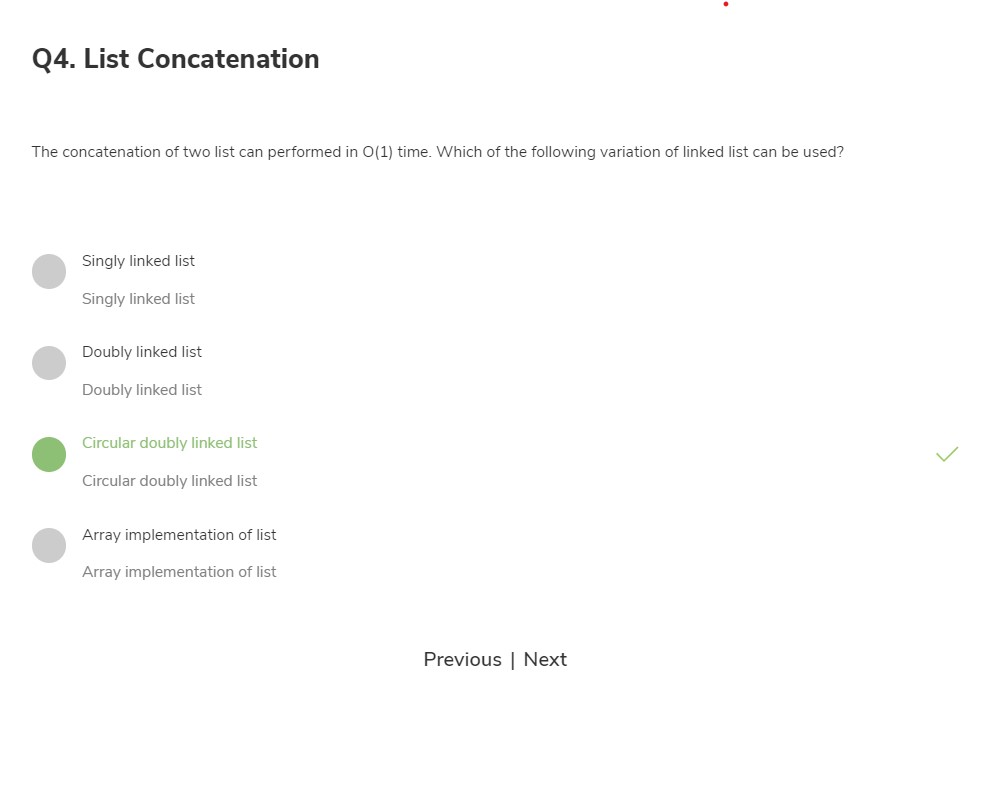 Q4. List Concatenation
The concatenation of two list can performed in O(1) time. Which of the following variation of linked list can be used?
Singly linked list
Singly linked list
Doubly linked list
Doubly linked list
Circular doubly linked list
Circular doubly linked list
Array implementation of list
Array implementation of list
Previous | Next